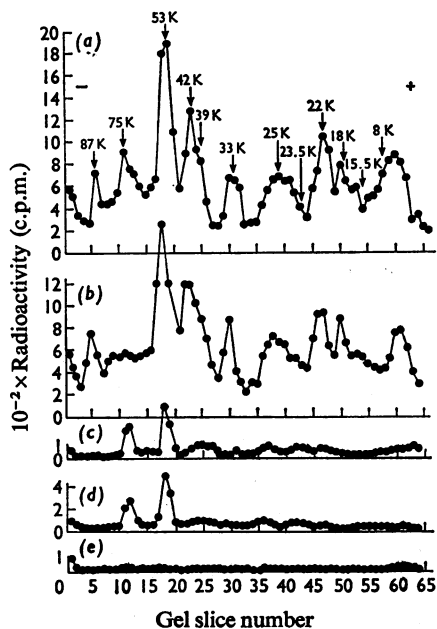 53 K
(a)
20
18
16
14
12
10
8
6
4
2
0
−
+
87 K
75 K
42 K
39 K
33 K
25 K
23.5 K
22 K
18 K
15.5 K
8 K
(b)
12
10
8
6
4
2
0
(c)
1
0
(d)
4
2
0
(e)
1
0 5 10 15 20 25 30 35 40 45 50 55 60 65
10⁻² × Radioactivity (c.p.m.)
Gel slice number